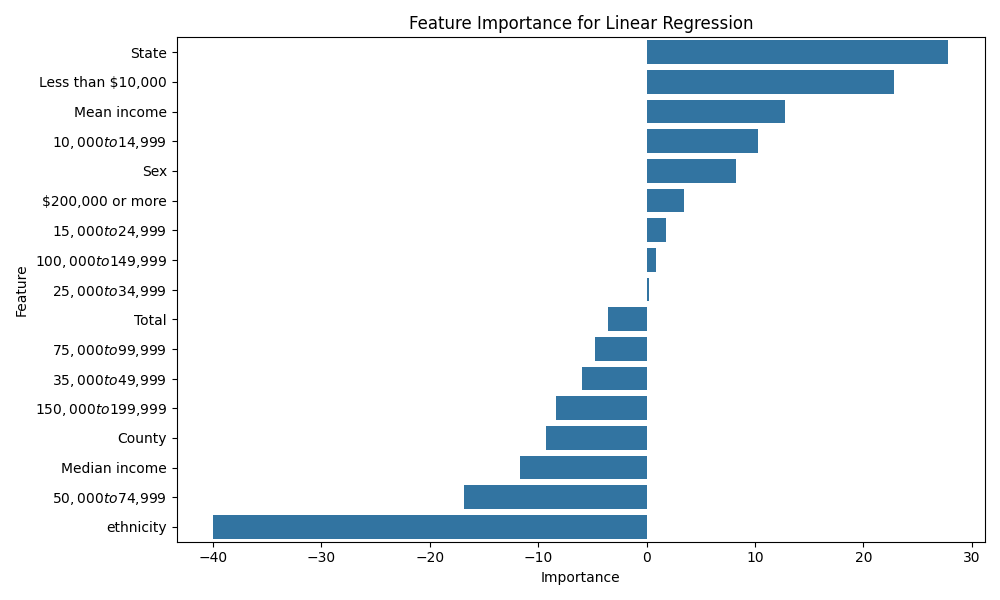 Feature Importance for Linear Regression
State
Less than $10,000
Mean income
10,000to14,999
Sex
$200,000 or more
15,000to24,999
100,000to149,999
25,000to34,999
Total
75,000to99,999
35,000to49,999
150,000to199,999
County
Median income
50,000to74,999
ethnicity
Feature
−40 −30 −20 −10 0 10 20 30
Importance